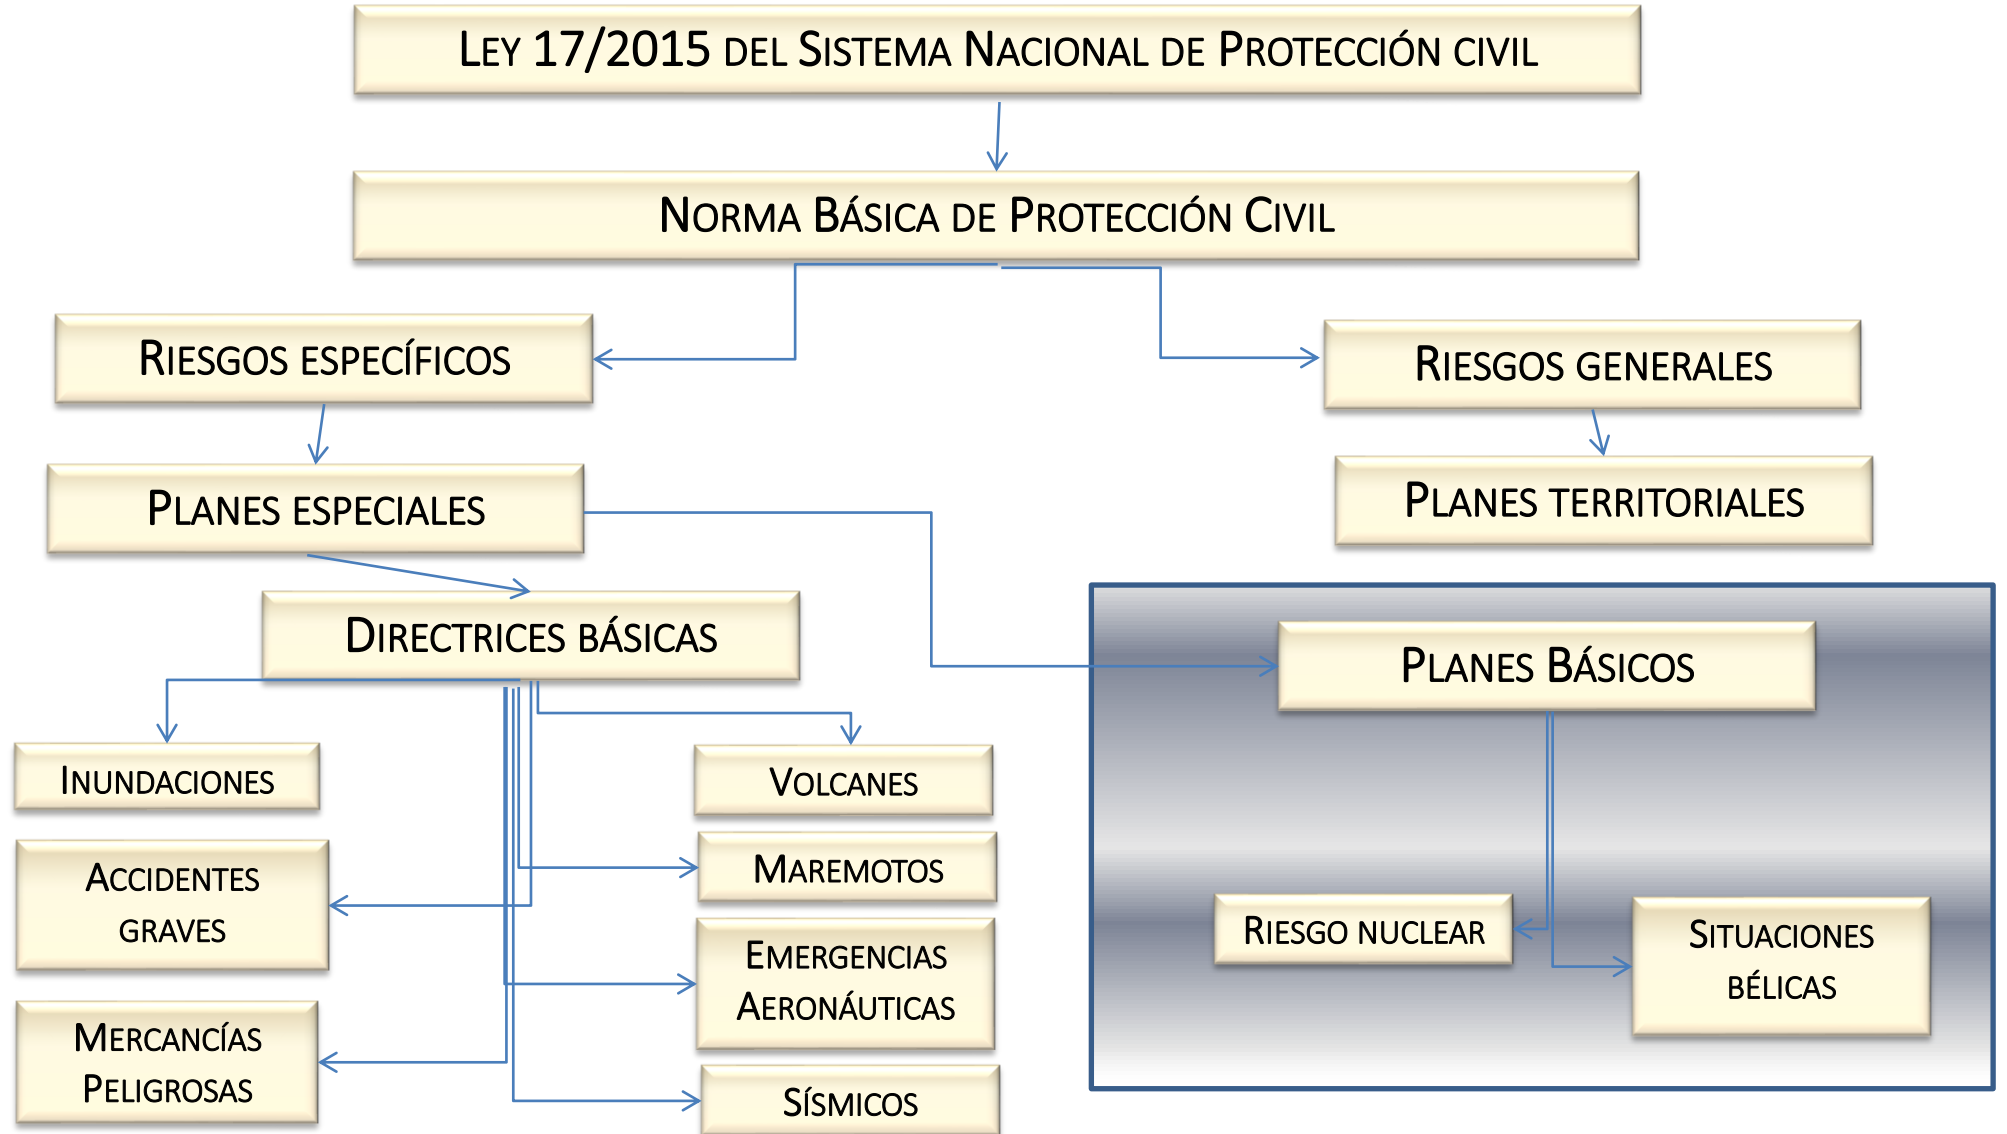 Ley 17/2015 del Sistema Nacional de Protección civil
Norma Básica de Protección Civil
Riesgos específicos
Riesgos generales
Planes especiales
Planes territoriales
Directrices básicas
Planes Básicos
Inundaciones
Volcanes
Accidentes
graves
Maremotos
Emergencias
Aeronáuticas
Mercancías
Peligrosas
Sísmicos
Riesgo nuclear
Situaciones
bélicas